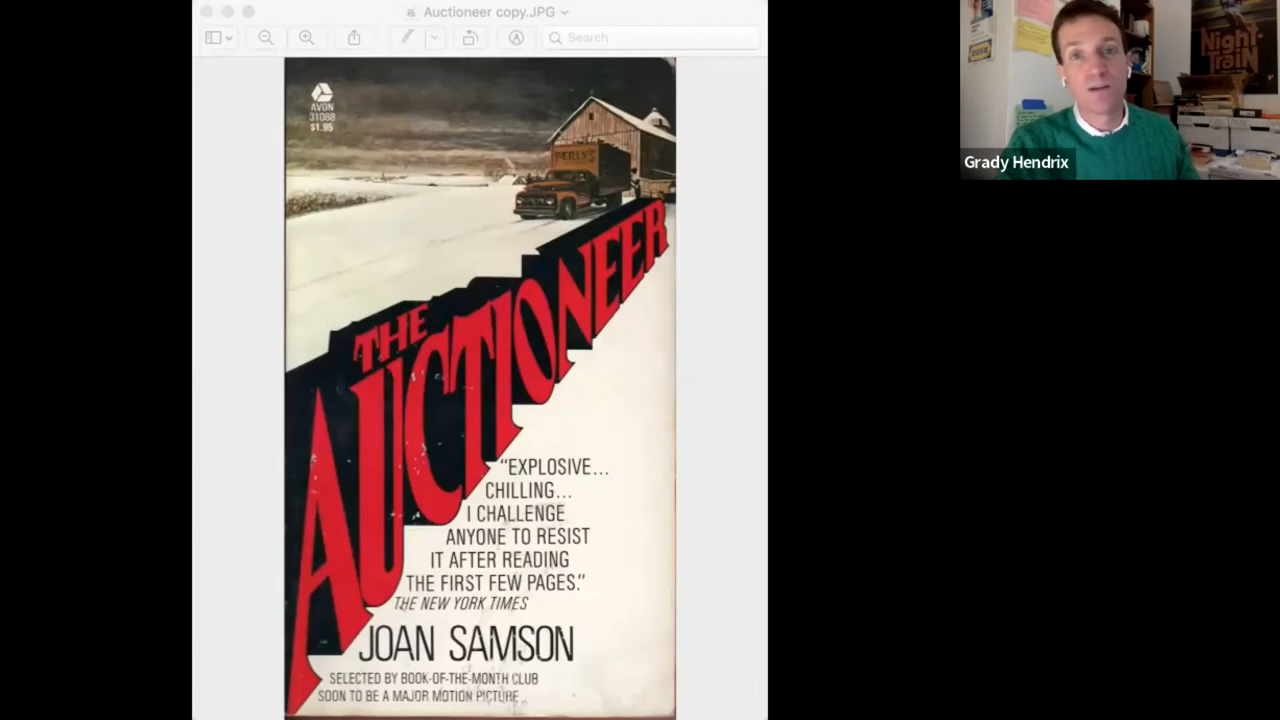 Auctioneer copy.JPG
Search
AVON
31088
$1.95
PERLY'S
THE
AUCTIONEER
"EXPLOSIVE...
CHILLING...
I CHALLENGE
ANYONE TO RESIST
IT AFTER READING
THE FIRST FEW PAGES."
THE NEW YORK TIMES
JOAN SAMSON
SELECTED BY BOOK-OF-THE-MONTH CLUB
SOON TO BE A MAJOR MOTION PICTURE
Night-
TraiN
Grady Hendrix